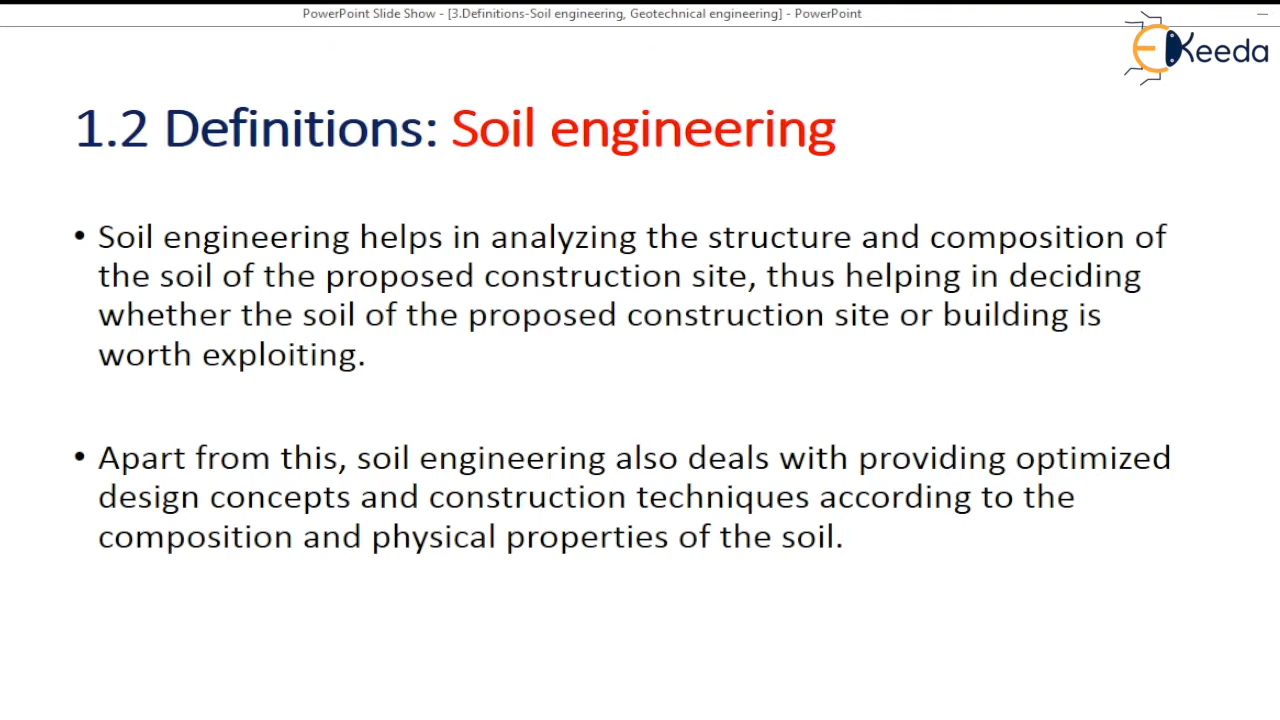 PowerPoint Slide Show - [3.Definitions-Soil engineering, Geotechnical engineering] - PowerPoint
EKeeda
1.2 Definitions: Soil engineering
• Soil engineering helps in analyzing the structure and composition of
the soil of the proposed construction site, thus helping in deciding
whether the soil of the proposed construction site or building is
worth exploiting.
• Apart from this, soil engineering also deals with providing optimized
design concepts and construction techniques according to the
composition and physical properties of the soil.